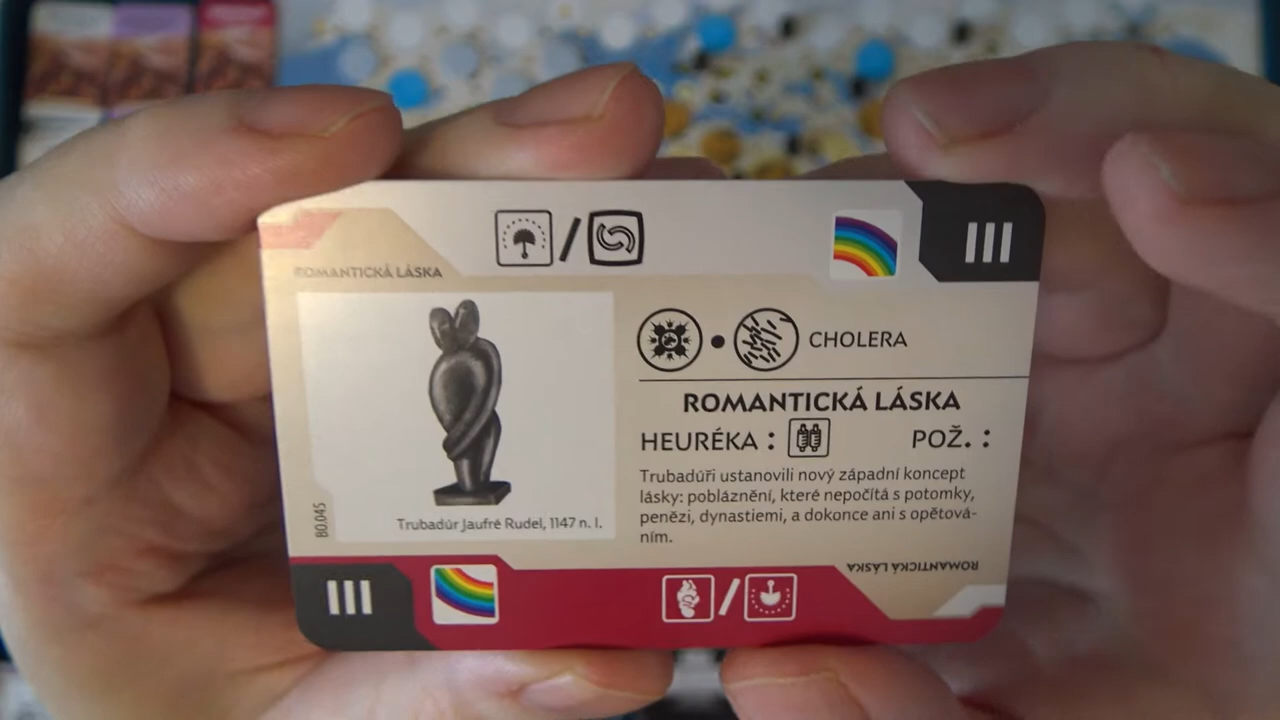 III
ROMANTICKÁ LÁSKA
CHOLERA
ROMANTICKÁ LÁSKA
HEURÉKA : POŽ. :
Trubadúři ustanovili nový západní koncept
lásky: pobláznění, které nepočítá s potomky,
penězi, dynastiemi, a dokonce ani s opětová-
ním.
80.045
Trubadúr Jaufré Rudel, 1147 n. l.
ROMANTICKÁ LÁSKA
III